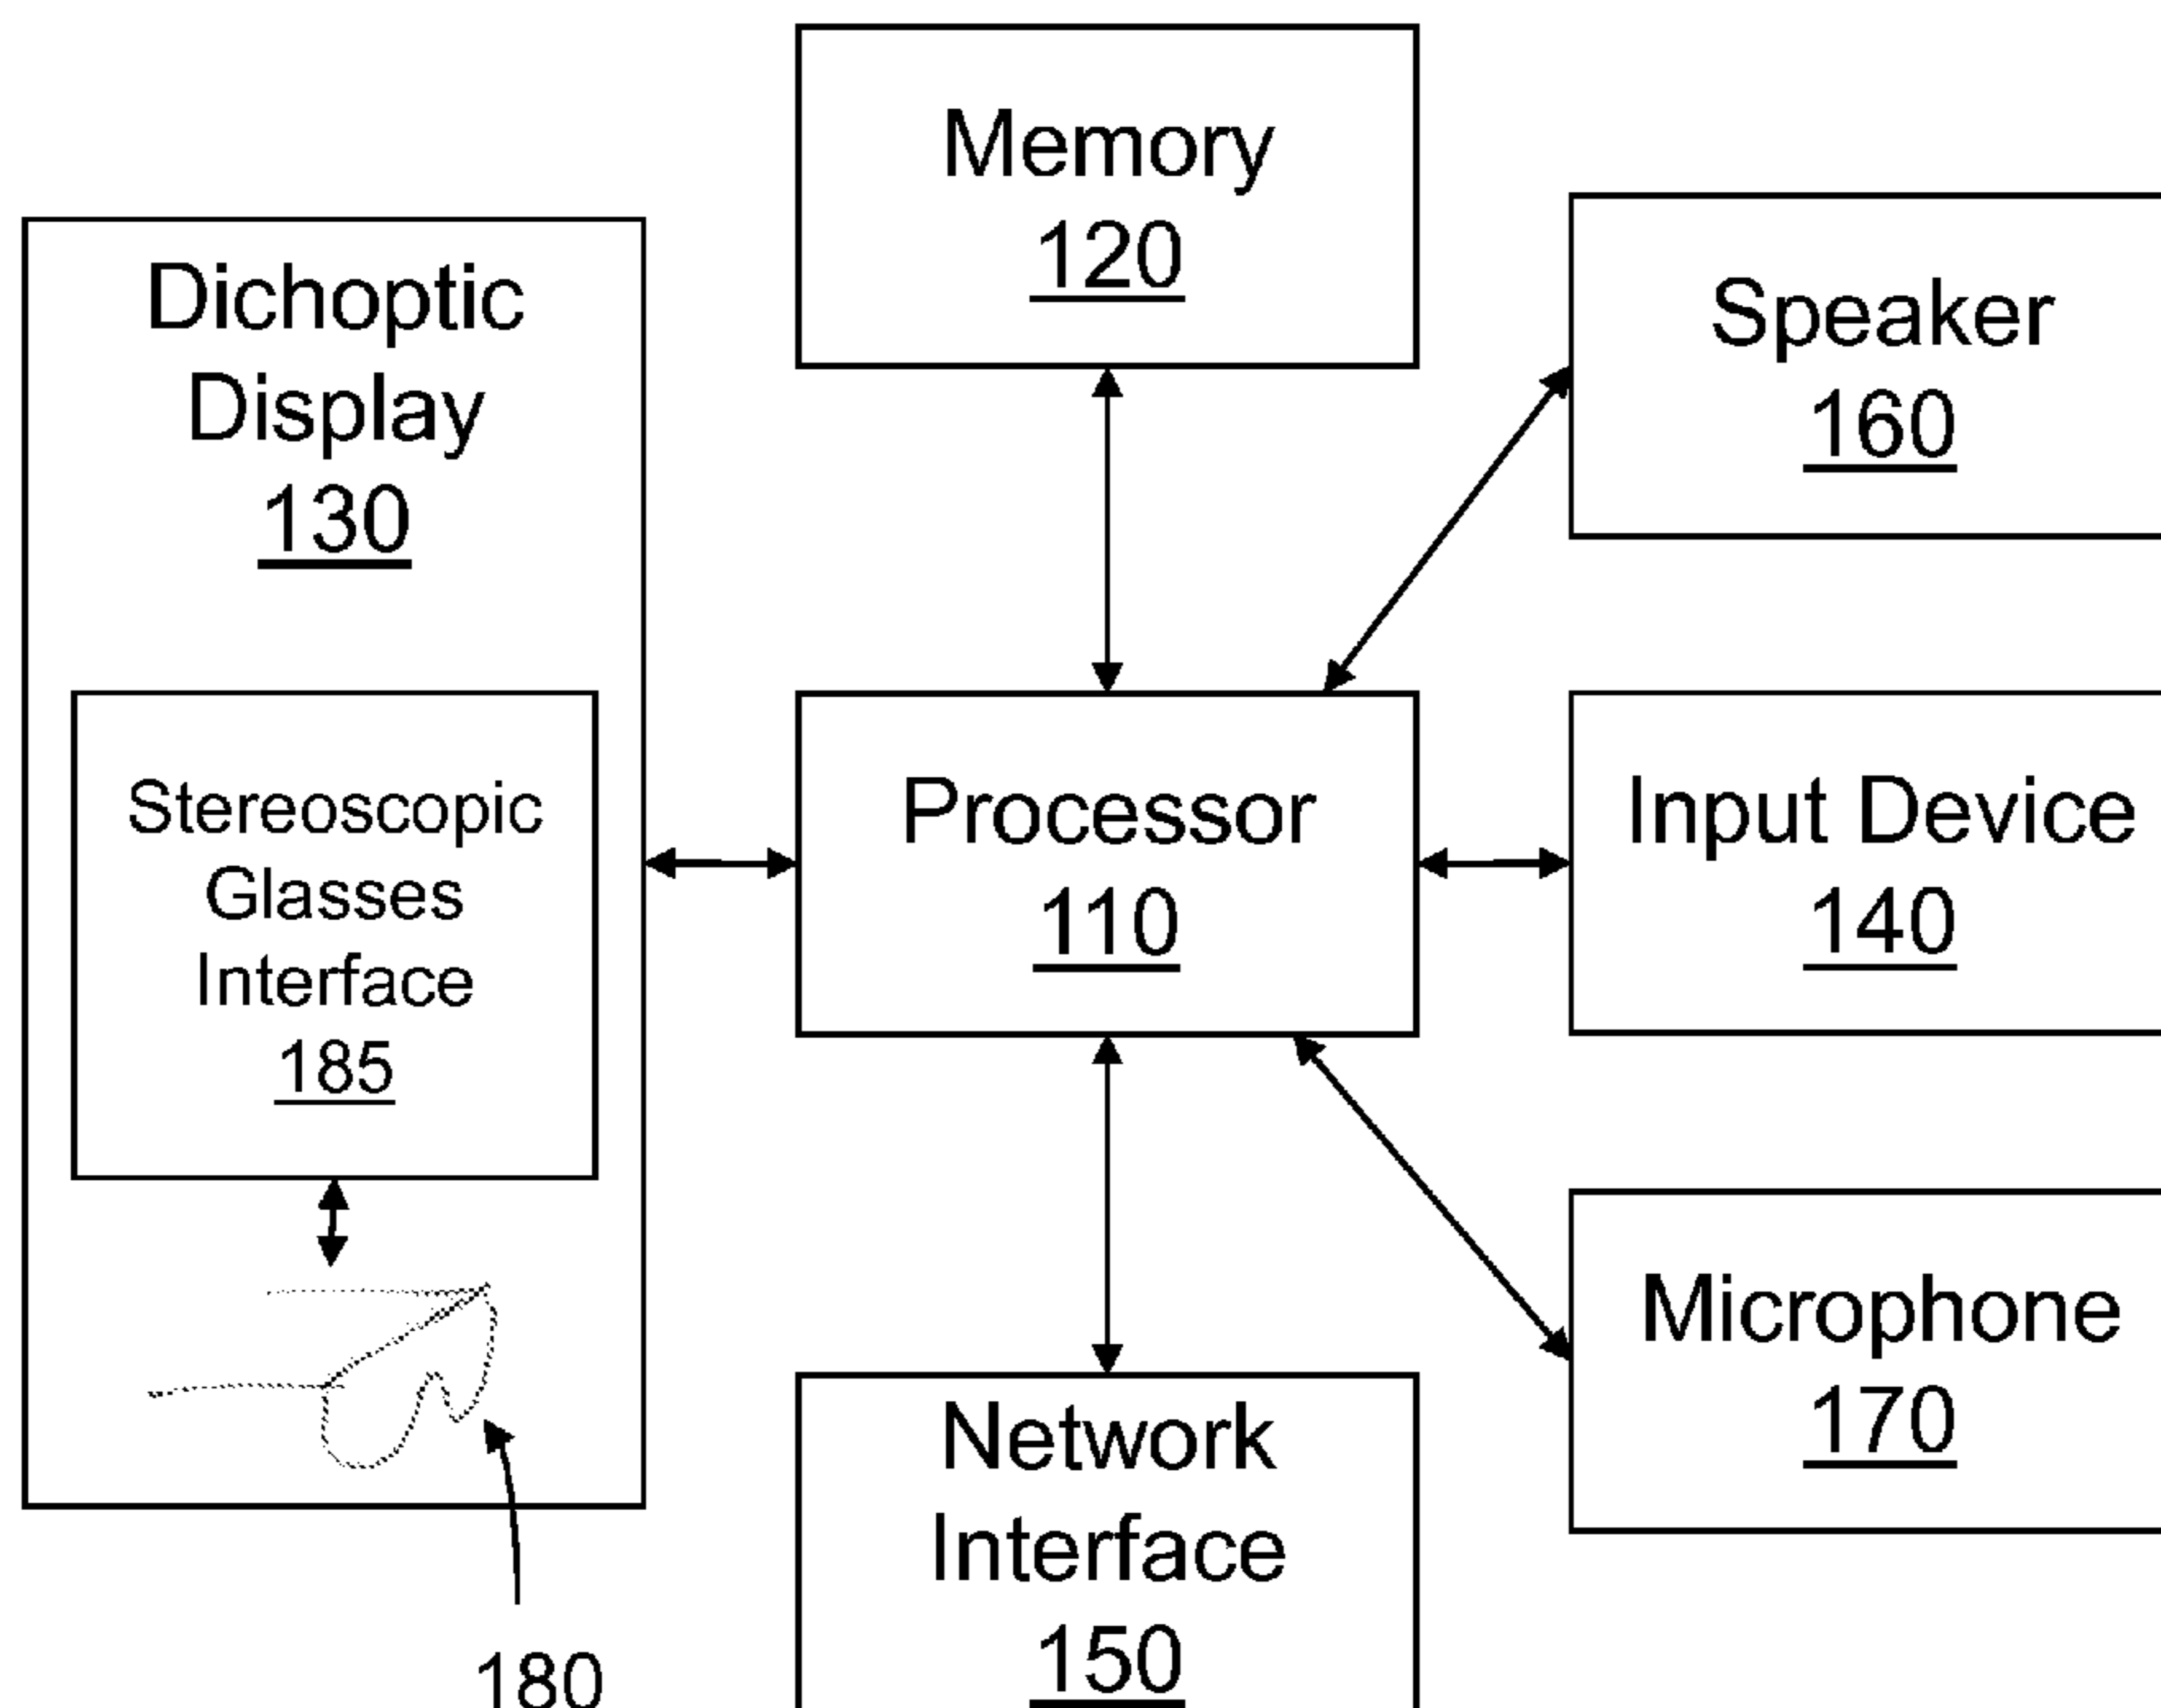 Memory
120
Dichoptic
Display
130
Speaker
160
Stereoscopic
Glasses
Interface
185
Processor
110
Input Device
140
Microphone
170
Network
Interface
150
180